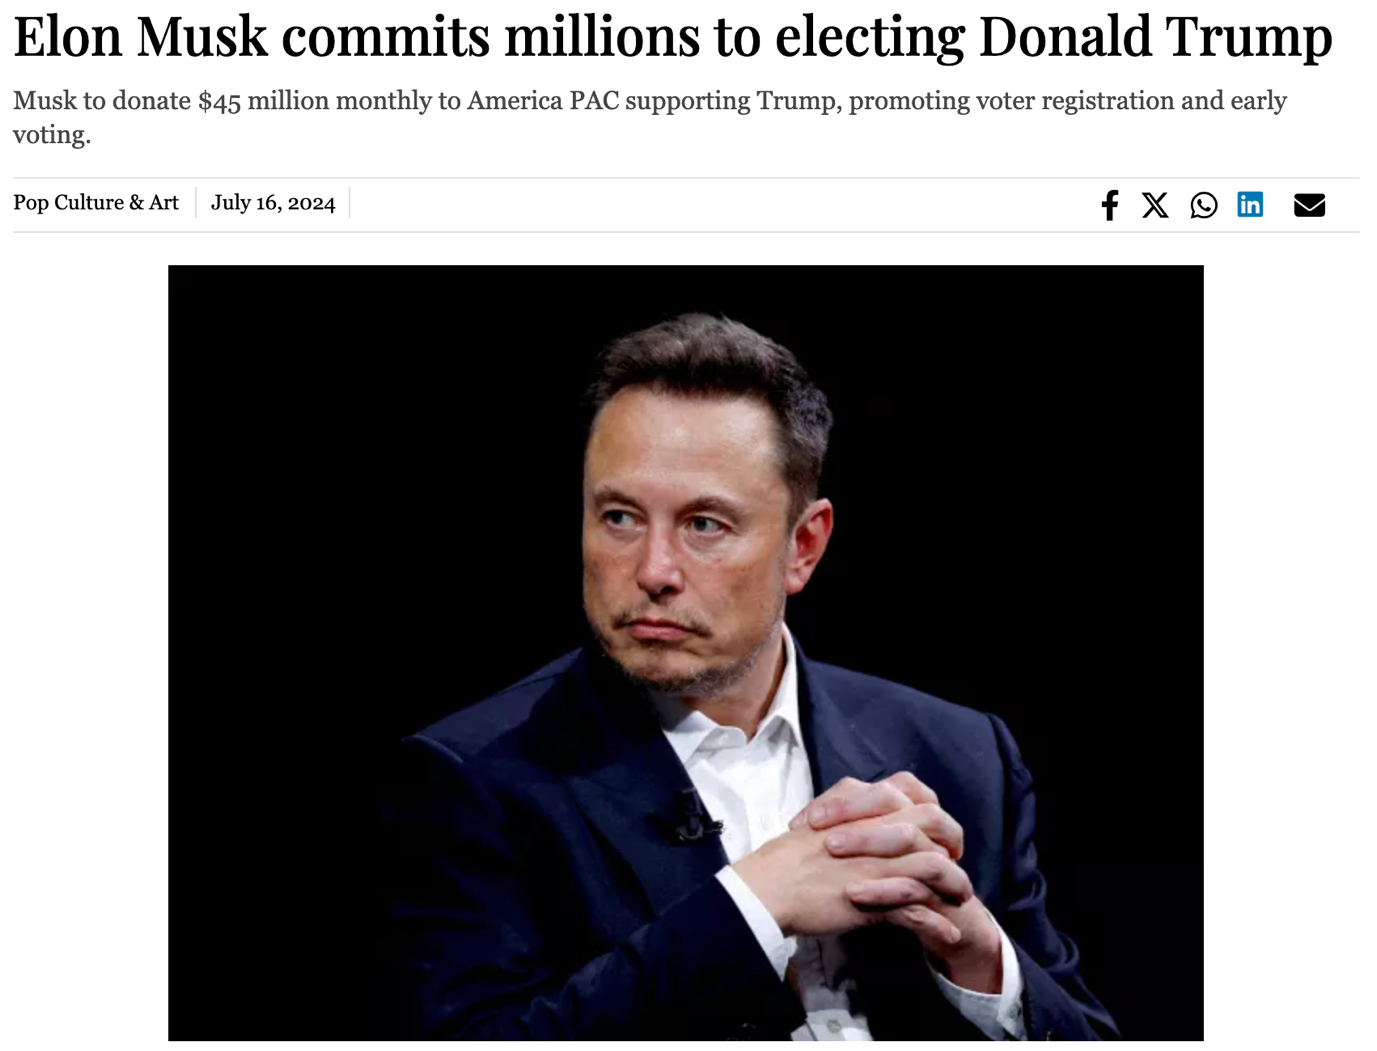 Elon Musk commits millions to electing Donald Trump
Musk to donate $45 million monthly to America PAC supporting Trump, promoting voter registration and early
voting.
Pop Culture & Art
July 16, 2024